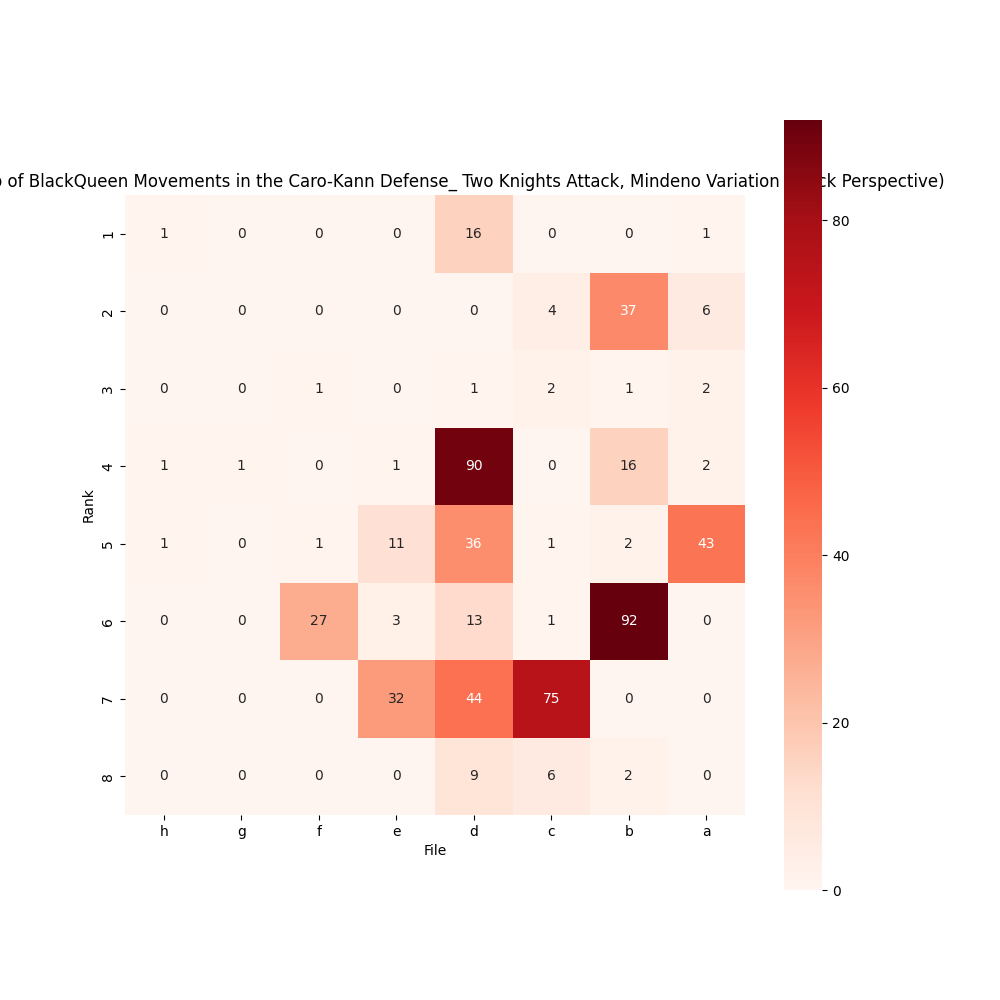 of BlackQueen Movements in the Caro-Kann Defense_ Two Knights Attack, Mindeno Variation Perspective)
1 1 0 0 0 16 0 0 1
2 0 0 0 0 0 4 37 6
3 0 0 1 0 1 2 1 2
4 1 1 0 1 90 0 16 2
5 1 0 1 11 36 1 2 43
6 0 0 27 3 13 1 92 0
7 0 0 0 32 44 75 0 0
8 0 0 0 0 9 6 2 0
h g f e d c b a
File
Rank
80
60
40
20
0